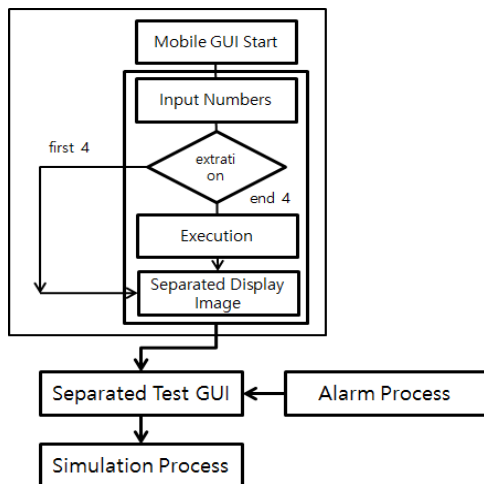 Mobile GUI Start
Input Numbers
first 4
extrati
on
end 4
Execution
Separated Display
Image
Separated Test GUI
Alarm Process
Simulation Process